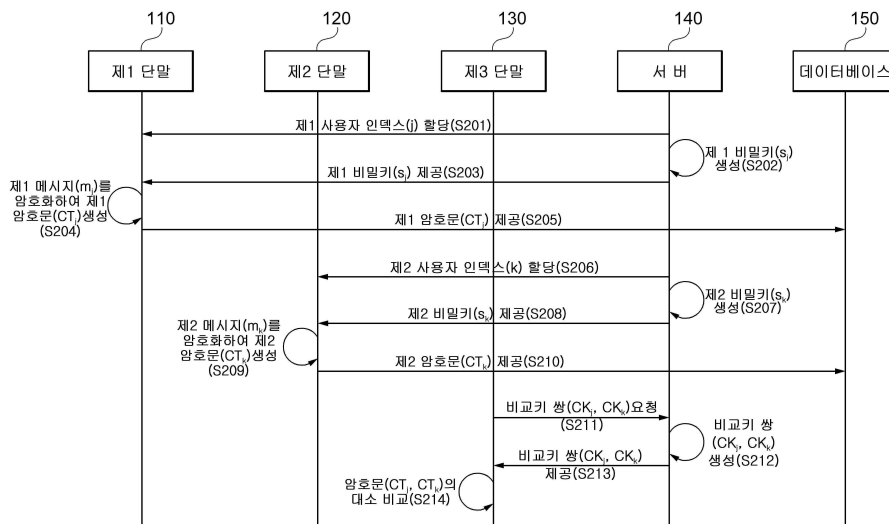 110
120
130
140
150
제1 단말
제2 단말
제3 단말
서 버
데이터베이스
제1 사용자 인덱스(j) 할당(S201)
제 1 비밀키(sj)
생성(S202)
제1 비밀키(sj) 제공(S203)
제1 메시지(mj)를
암호화하여 제1
암호문(CTj)생성
(S204)
제1 암호문(CTj) 제공(S205)
제2 사용자 인덱스(k) 할당(S206)
제2 비밀키(sk)
생성(S207)
제2 비밀키(sk) 제공(S208)
제2 메시지(mk)를
암호화하여 제2
암호문(CTk)생성
(S209)
제2 암호문(CTk) 제공(S210)
비교키 쌍(CKj, CKk)요청
(S211)
비교키 쌍
(CKj, CKk)
생성(S212)
비교키 쌍(CKj, CKk)
제공(S213)
암호문(CTj, CTk)의
대소 비교(S214)